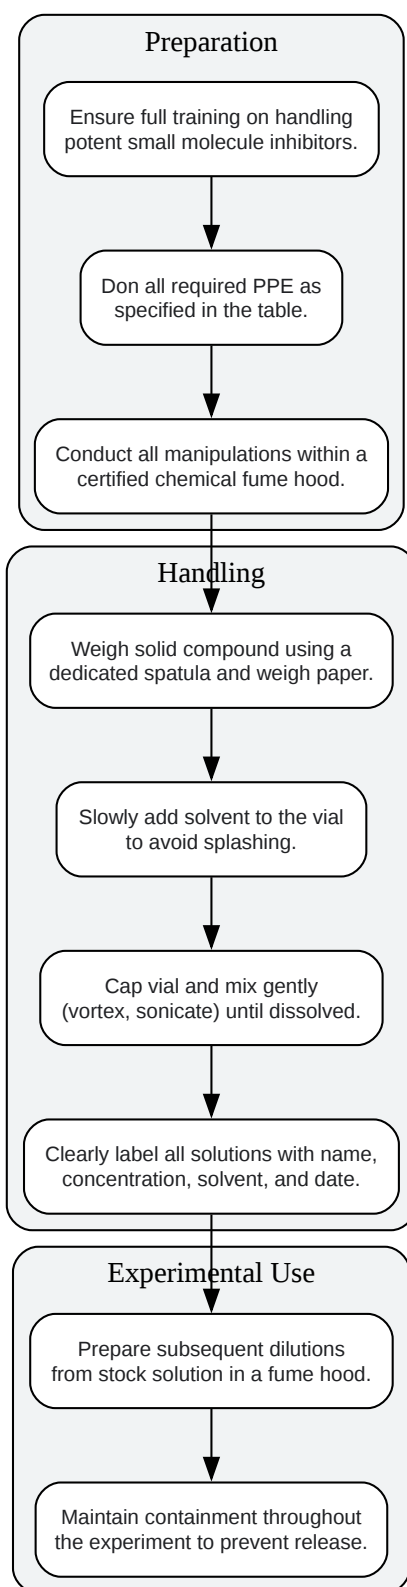 Preparation
Ensure full training on handling
potent small molecule inhibitors.
Don all required PPE as
specified in the table.
Conduct all manipulations within a
certified chemical fume hood.
Handling
Weigh solid compound using a
dedicated spatula and weigh paper.
Slowly add solvent to the vial
to avoid splashing.
Cap vial and mix gently
(vortex, sonicate) until dissolved.
Clearly label all solutions with name,
concentration, solvent, and date.
Experimental Use
Prepare subsequent dilutions
from stock solution in a fume hood.
Maintain containment throughout
the experiment to prevent release.